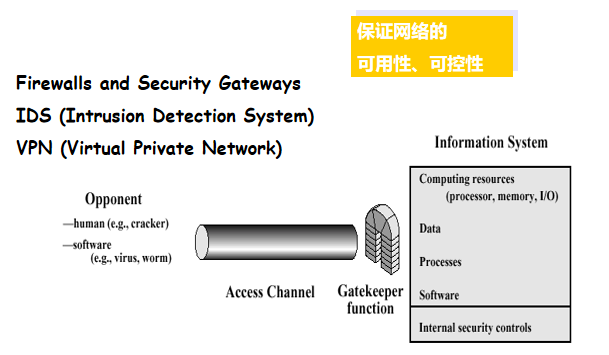 保证网络的
可用性、可控性
Firewalls and Security Gateways
IDS (Intrusion Detection System)
VPN (Virtual Private Network)
Information System
Computing resources
(processor, memory, I/O)
Data
Processes
Software
Internal security controls
Opponent
—human (e.g., cracker)
—software
(e.g., virus, worm)
Access Channel
Gatekeeper
function